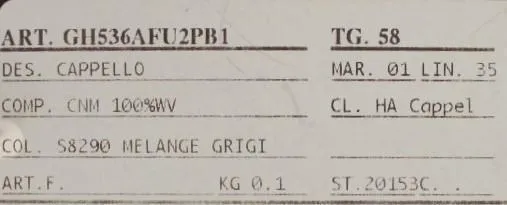 ART. GH536AFU2PB1 TG. 58
DES. CAPPELLO MAR. 01 LIN. 35
COMP. CNM 100%WV CL. HA Cappel
COL. S8290 MELANGE GRIGI
ART.F. KG 0.1 ST.20153C. .